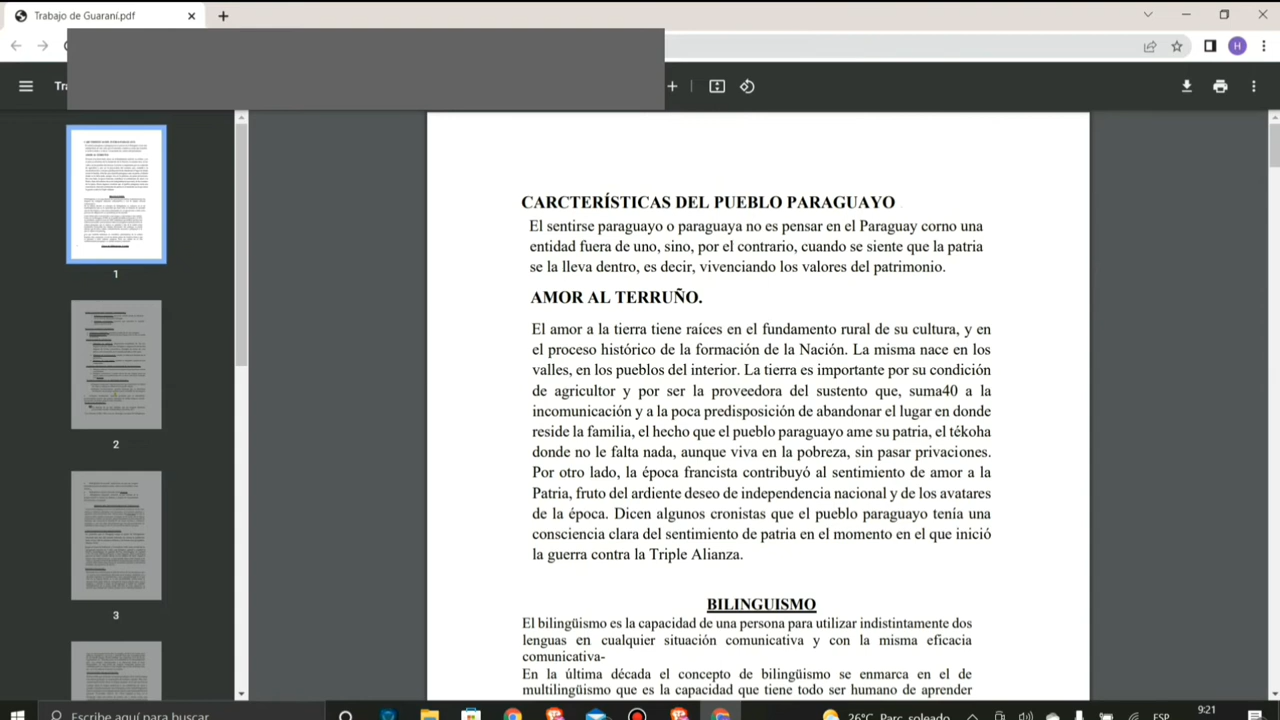 Trabajo de Guaraní.pdf
H
CARCTERÍSTICAS DEL PUEBLO PARAGUAYO
El sentirse paraguayo o paraguaya no es pensar en el Paraguay corno una
entidad fuera de uno, sino, por el contrario, cuando se siente que la patria
se la lleva dentro, es decir, vivenciando los valores del patrimonio.
AMOR AL TERRUÑO.
El amor a la tierra tiene raíces en el fundamento rural de su cultura, y en
el proceso histórico de la formación de la Nación. La misma nace en los
valles, en los pueblos del interior. La tierra es importante por su condición
de agricultor y por ser la proveedora del sustento que, suma40 a la
incomunicación y a la poca predisposición de abandonar el lugar en donde
reside la familia, el hecho que el pueblo paraguayo ame su patria, el tékoha
donde no le falta nada, aunque viva en la pobreza, sin pasar privaciones.
Por otro lado, la época francista contribuyó al sentimiento de amor a la
Patria, fruto del ardiente deseo de independencia nacional y de los avatares
de la época. Dicen algunos cronistas que el pueblo paraguayo tenía una
consciencia clara del sentimiento de patria en el momento en el que inició
la guerra contra la Triple Alianza.
BILINGUISMO
El bilingüismo es la capacidad de una persona para utilizar indistintamente dos
lenguas en cualquier situación comunicativa y con la misma eficacia
comunicativa-
En la última década el concepto de bilingüismo se enmarca en el de
multilingüismo que es la capacidad que tiene todo ser humano de aprender
1
2
3
Escribe aquí para buscar
26°C Parc. soleado
ESP
9:21